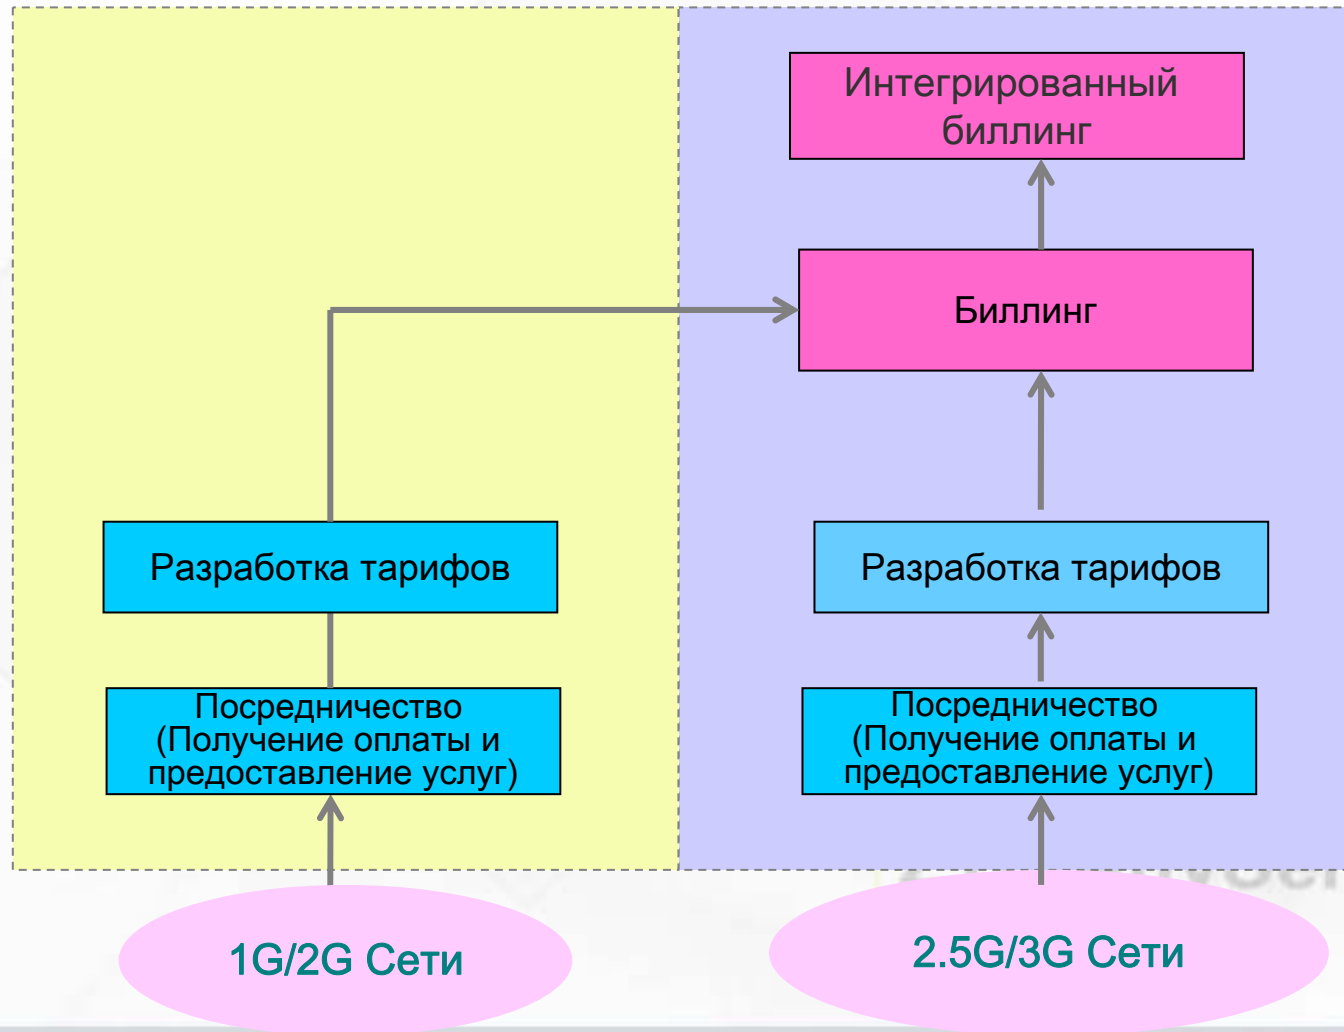 Интегрированный
биллинг
Биллинг
Разработка тарифов
Разработка тарифов
Посредничество
(Получение оплаты и
предоставление услуг)
Посредничество
(Получение оплаты и
предоставление услуг)
1G/2G Сети
2.5G/3G Сети